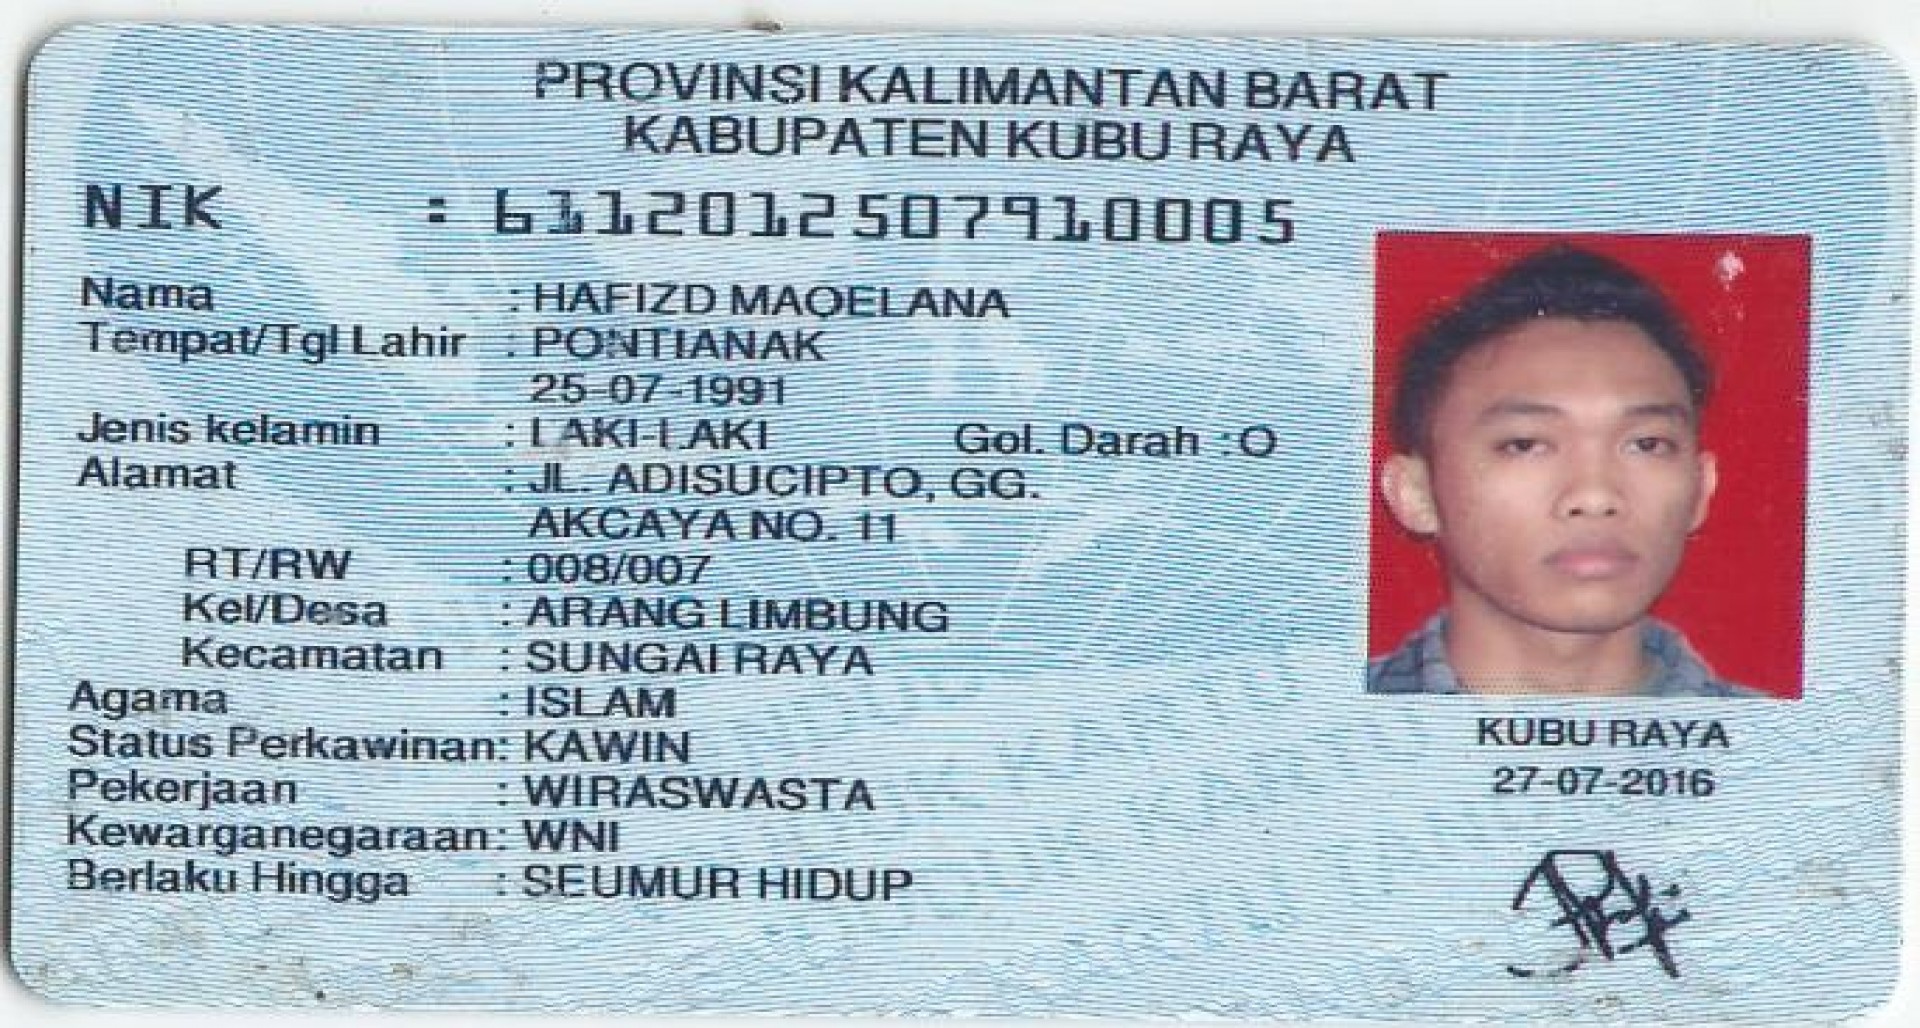 PROVINSI KALIMANTAN BARAT
KABUPATEN KUBU RAYA
NIK : 6112012507910005
Nama : HAFIZD MAOELANA
Tempat/Tgl Lahir : PONTIANAK
25-07-1991
Jenis kelamin : LAKI-LAKI Gol. Darah : O
Alamat : JL. ADISUCIPTO, GG.
AKCAYA NO. 11
RT/RW : 008/007
Kel/Desa : ARANG LIMBUNG
Kecamatan : SUNGAI RAYA
Agama : ISLAM
Status Perkawinan: KAWIN
Pekerjaan : WIRASWASTA
Kewarganegaraan: WNI
Berlaku Hingga : SEUMUR HIDUP
KUBU RAYA
27-07-2016